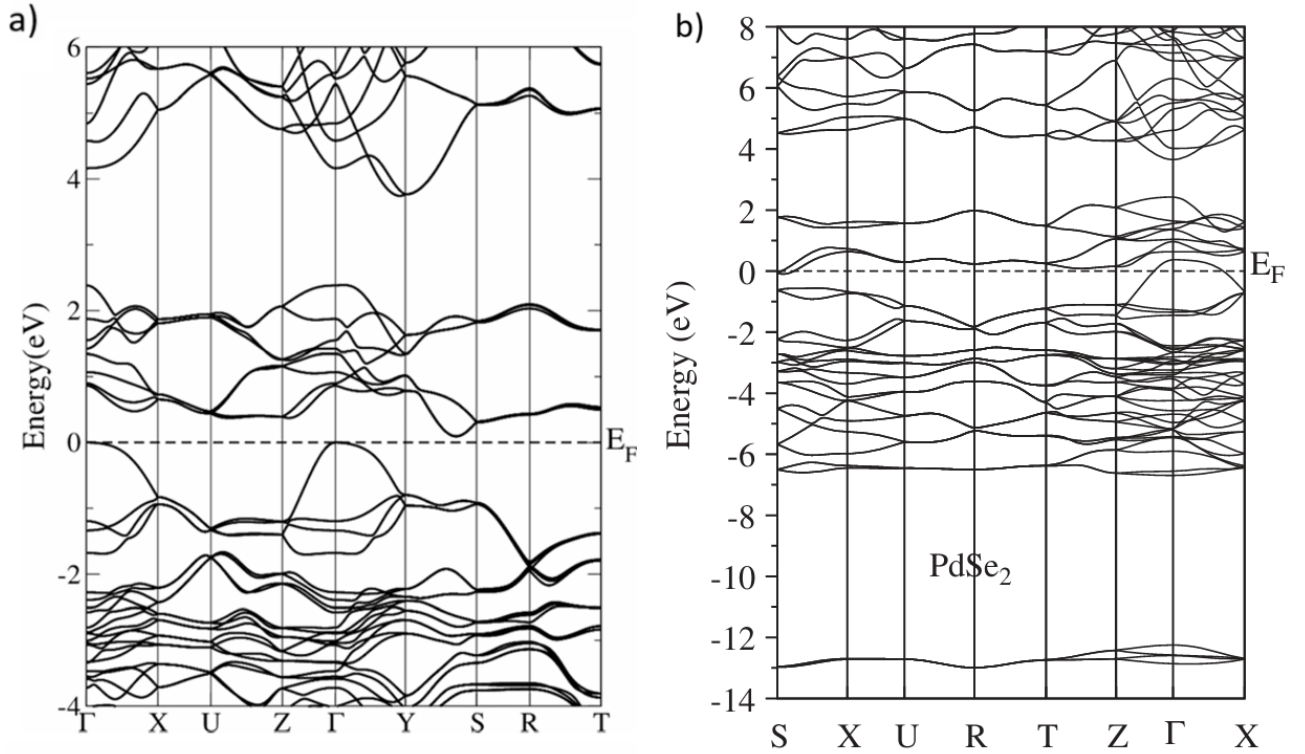 a)
6
4
2
0
-2
-4
Energy(eV)
E_F
Γ X U Z Γ Y S R T
b)
8
6
4
2
0
-2
-4
-6
-8
-10
-12
-14
Energy (eV)
E_F
PdSe₂
S X U R T Z Γ X